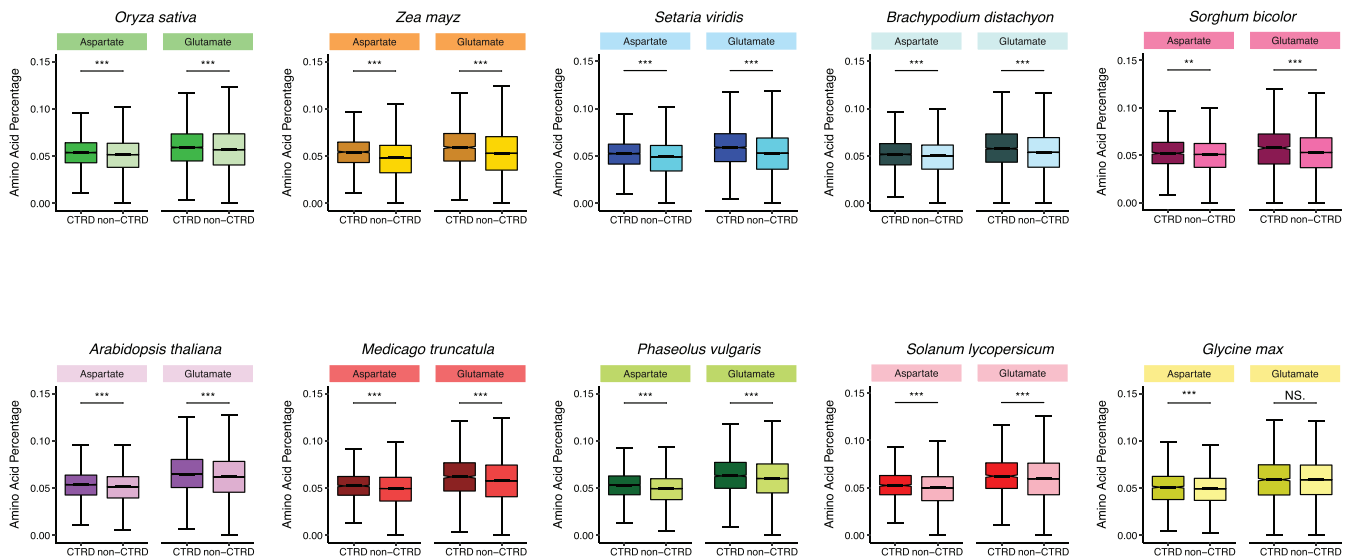 Oryza sativa
Aspartate Glutamate
Amino Acid Percentage
0.15
0.10
0.05
0.00
*** ***
CTRD non−CTRD CTRD non−CTRD
Zea mayz
Aspartate Glutamate
Amino Acid Percentage
0.15
0.10
0.05
0.00
*** ***
CTRD non−CTRD CTRD non−CTRD
Setaria viridis
Aspartate Glutamate
Amino Acid Percentage
0.15
0.10
0.05
0.00
*** ***
CTRD non−CTRD CTRD non−CTRD
Brachypodium distachyon
Aspartate Glutamate
Amino Acid Percentage
0.15
0.10
0.05
0.00
*** ***
CTRD non−CTRD CTRD non−CTRD
Sorghum bicolor
Aspartate Glutamate
Amino Acid Percentage
0.15
0.10
0.05
0.00
** ***
CTRD non−CTRD CTRD non−CTRD
Arabidopsis thaliana
Aspartate Glutamate
Amino Acid Percentage
0.15
0.10
0.05
0.00
*** ***
CTRD non−CTRD CTRD non−CTRD
Medicago truncatula
Aspartate Glutamate
Amino Acid Percentage
0.15
0.10
0.05
0.00
*** ***
CTRD non−CTRD CTRD non−CTRD
Phaseolus vulgaris
Aspartate Glutamate
Amino Acid Percentage
0.15
0.10
0.05
0.00
*** ***
CTRD non−CTRD CTRD non−CTRD
Solanum lycopersicum
Aspartate Glutamate
Amino Acid Percentage
0.15
0.10
0.05
0.00
*** ***
CTRD non−CTRD CTRD non−CTRD
Glycine max
Aspartate Glutamate
Amino Acid Percentage
0.15
0.10
0.05
0.00
*** NS.
CTRD non−CTRD CTRD non−CTRD